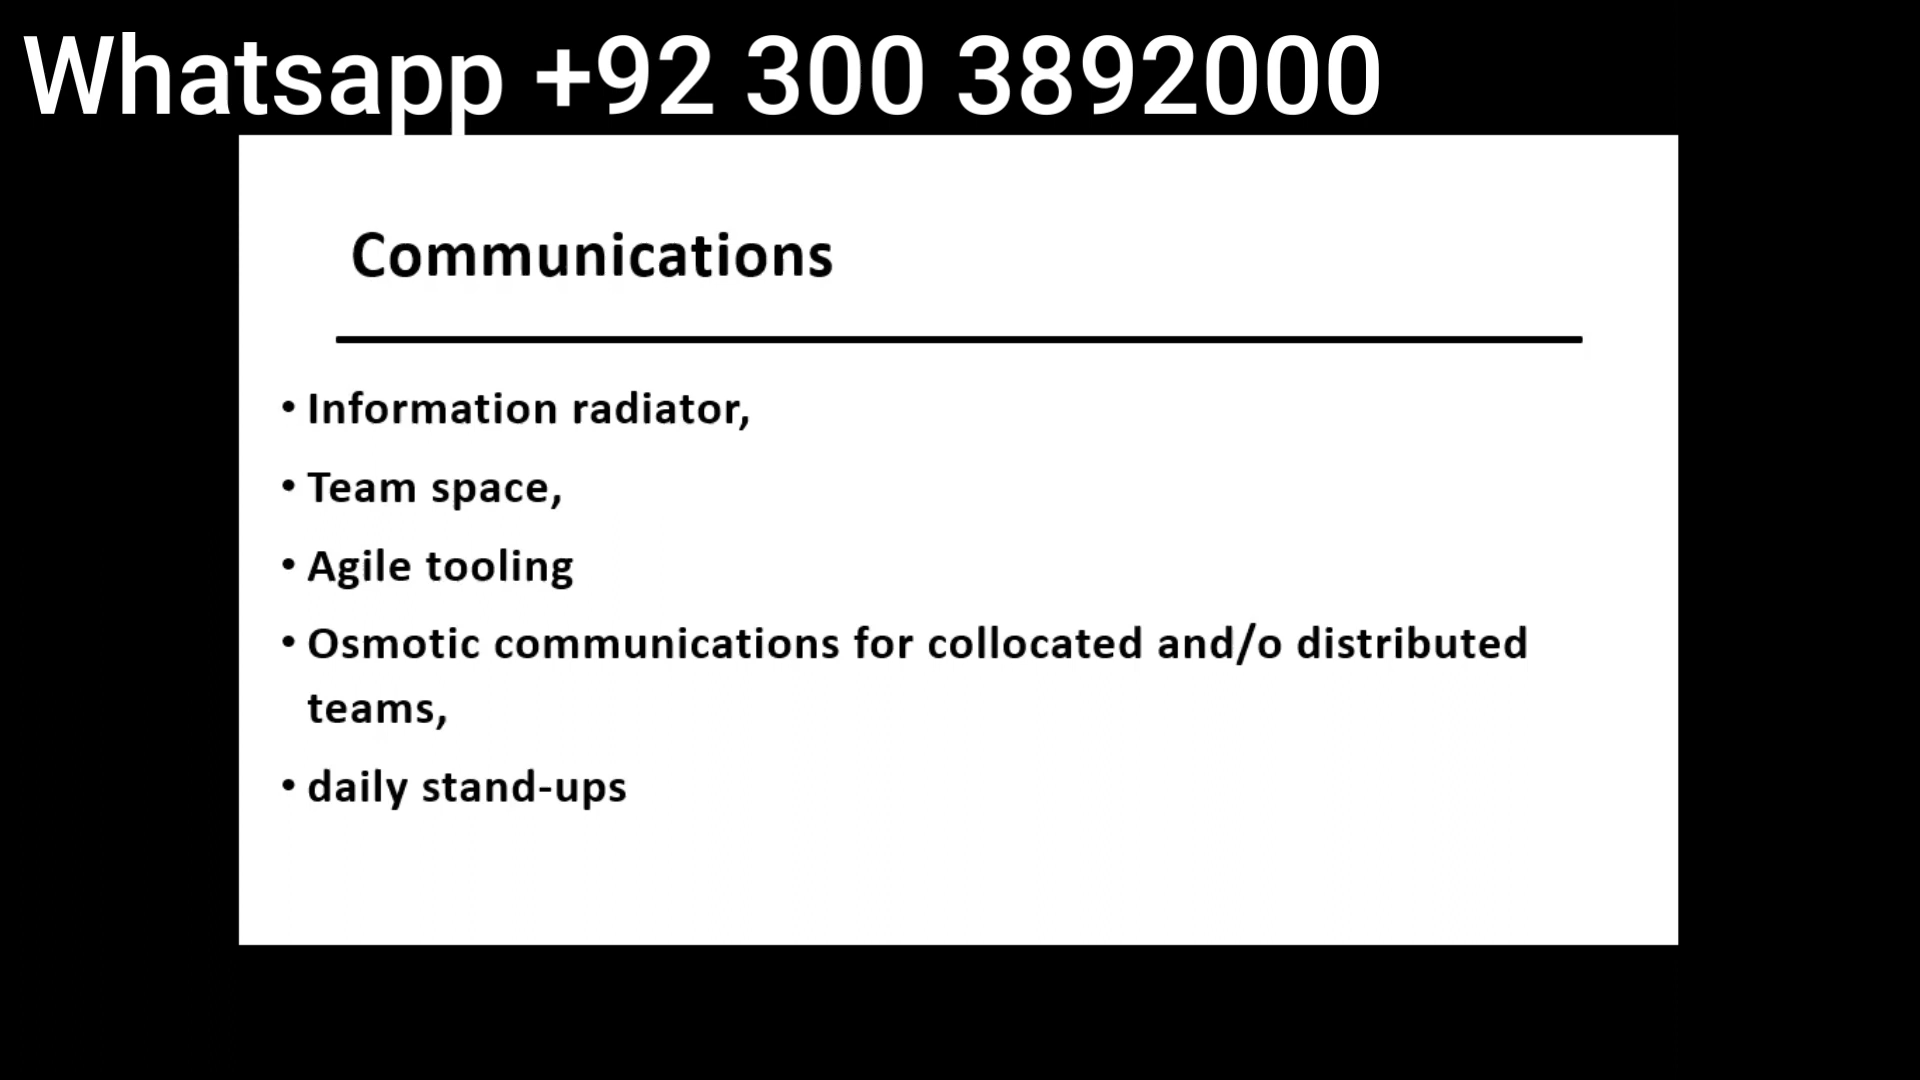 Whatsapp +92 300 3892000
Communications
• Information radiator,
• Team space,
• Agile tooling
• Osmotic communications for collocated and/o distributed
teams,
• daily stand-ups